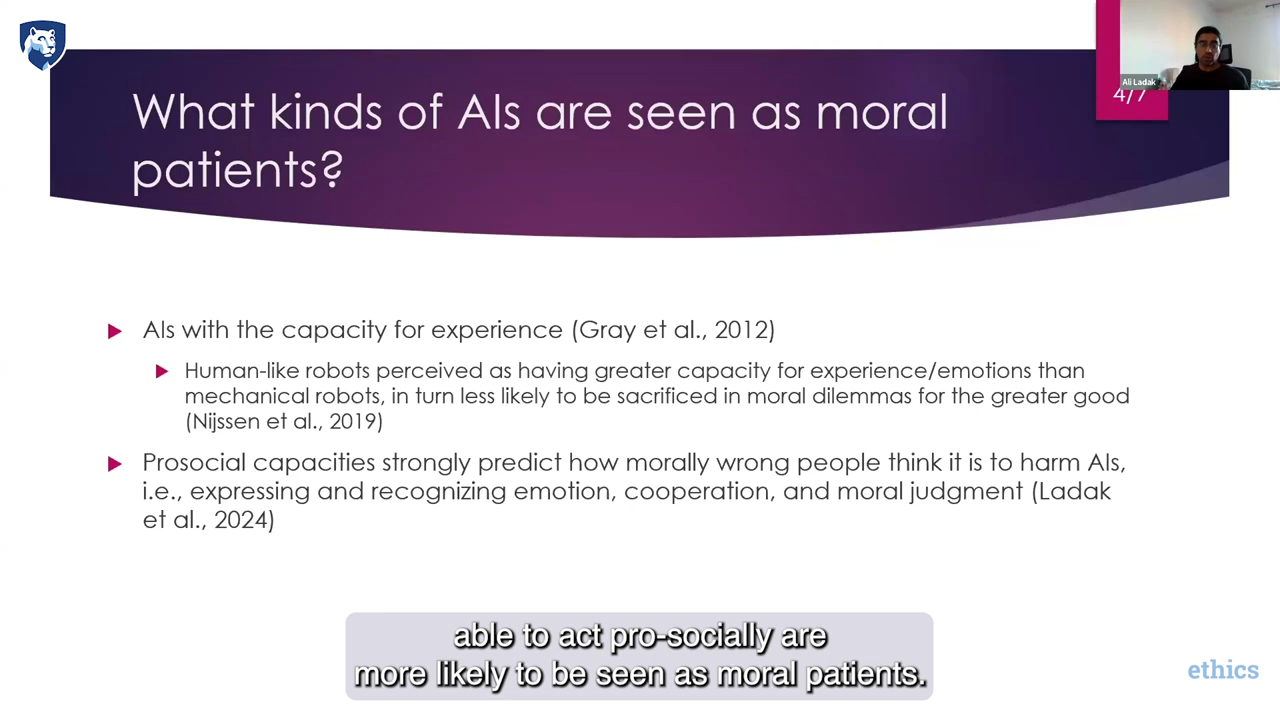 Ali Ladak
4/7
What kinds of AIs are seen as moral
patients?
AIs with the capacity for experience (Gray et al., 2012)
Human-like robots perceived as having greater capacity for experience/emotions than
mechanical robots, in turn less likely to be sacrificed in moral dilemmas for the greater good
(Nijssen et al., 2019)
Prosocial capacities strongly predict how morally wrong people think it is to harm AIs,
i.e., expressing and recognizing emotion, cooperation, and moral judgment (Ladak
et al., 2024)
able to act pro-socially are
more likely to be seen as moral patients.
ethics